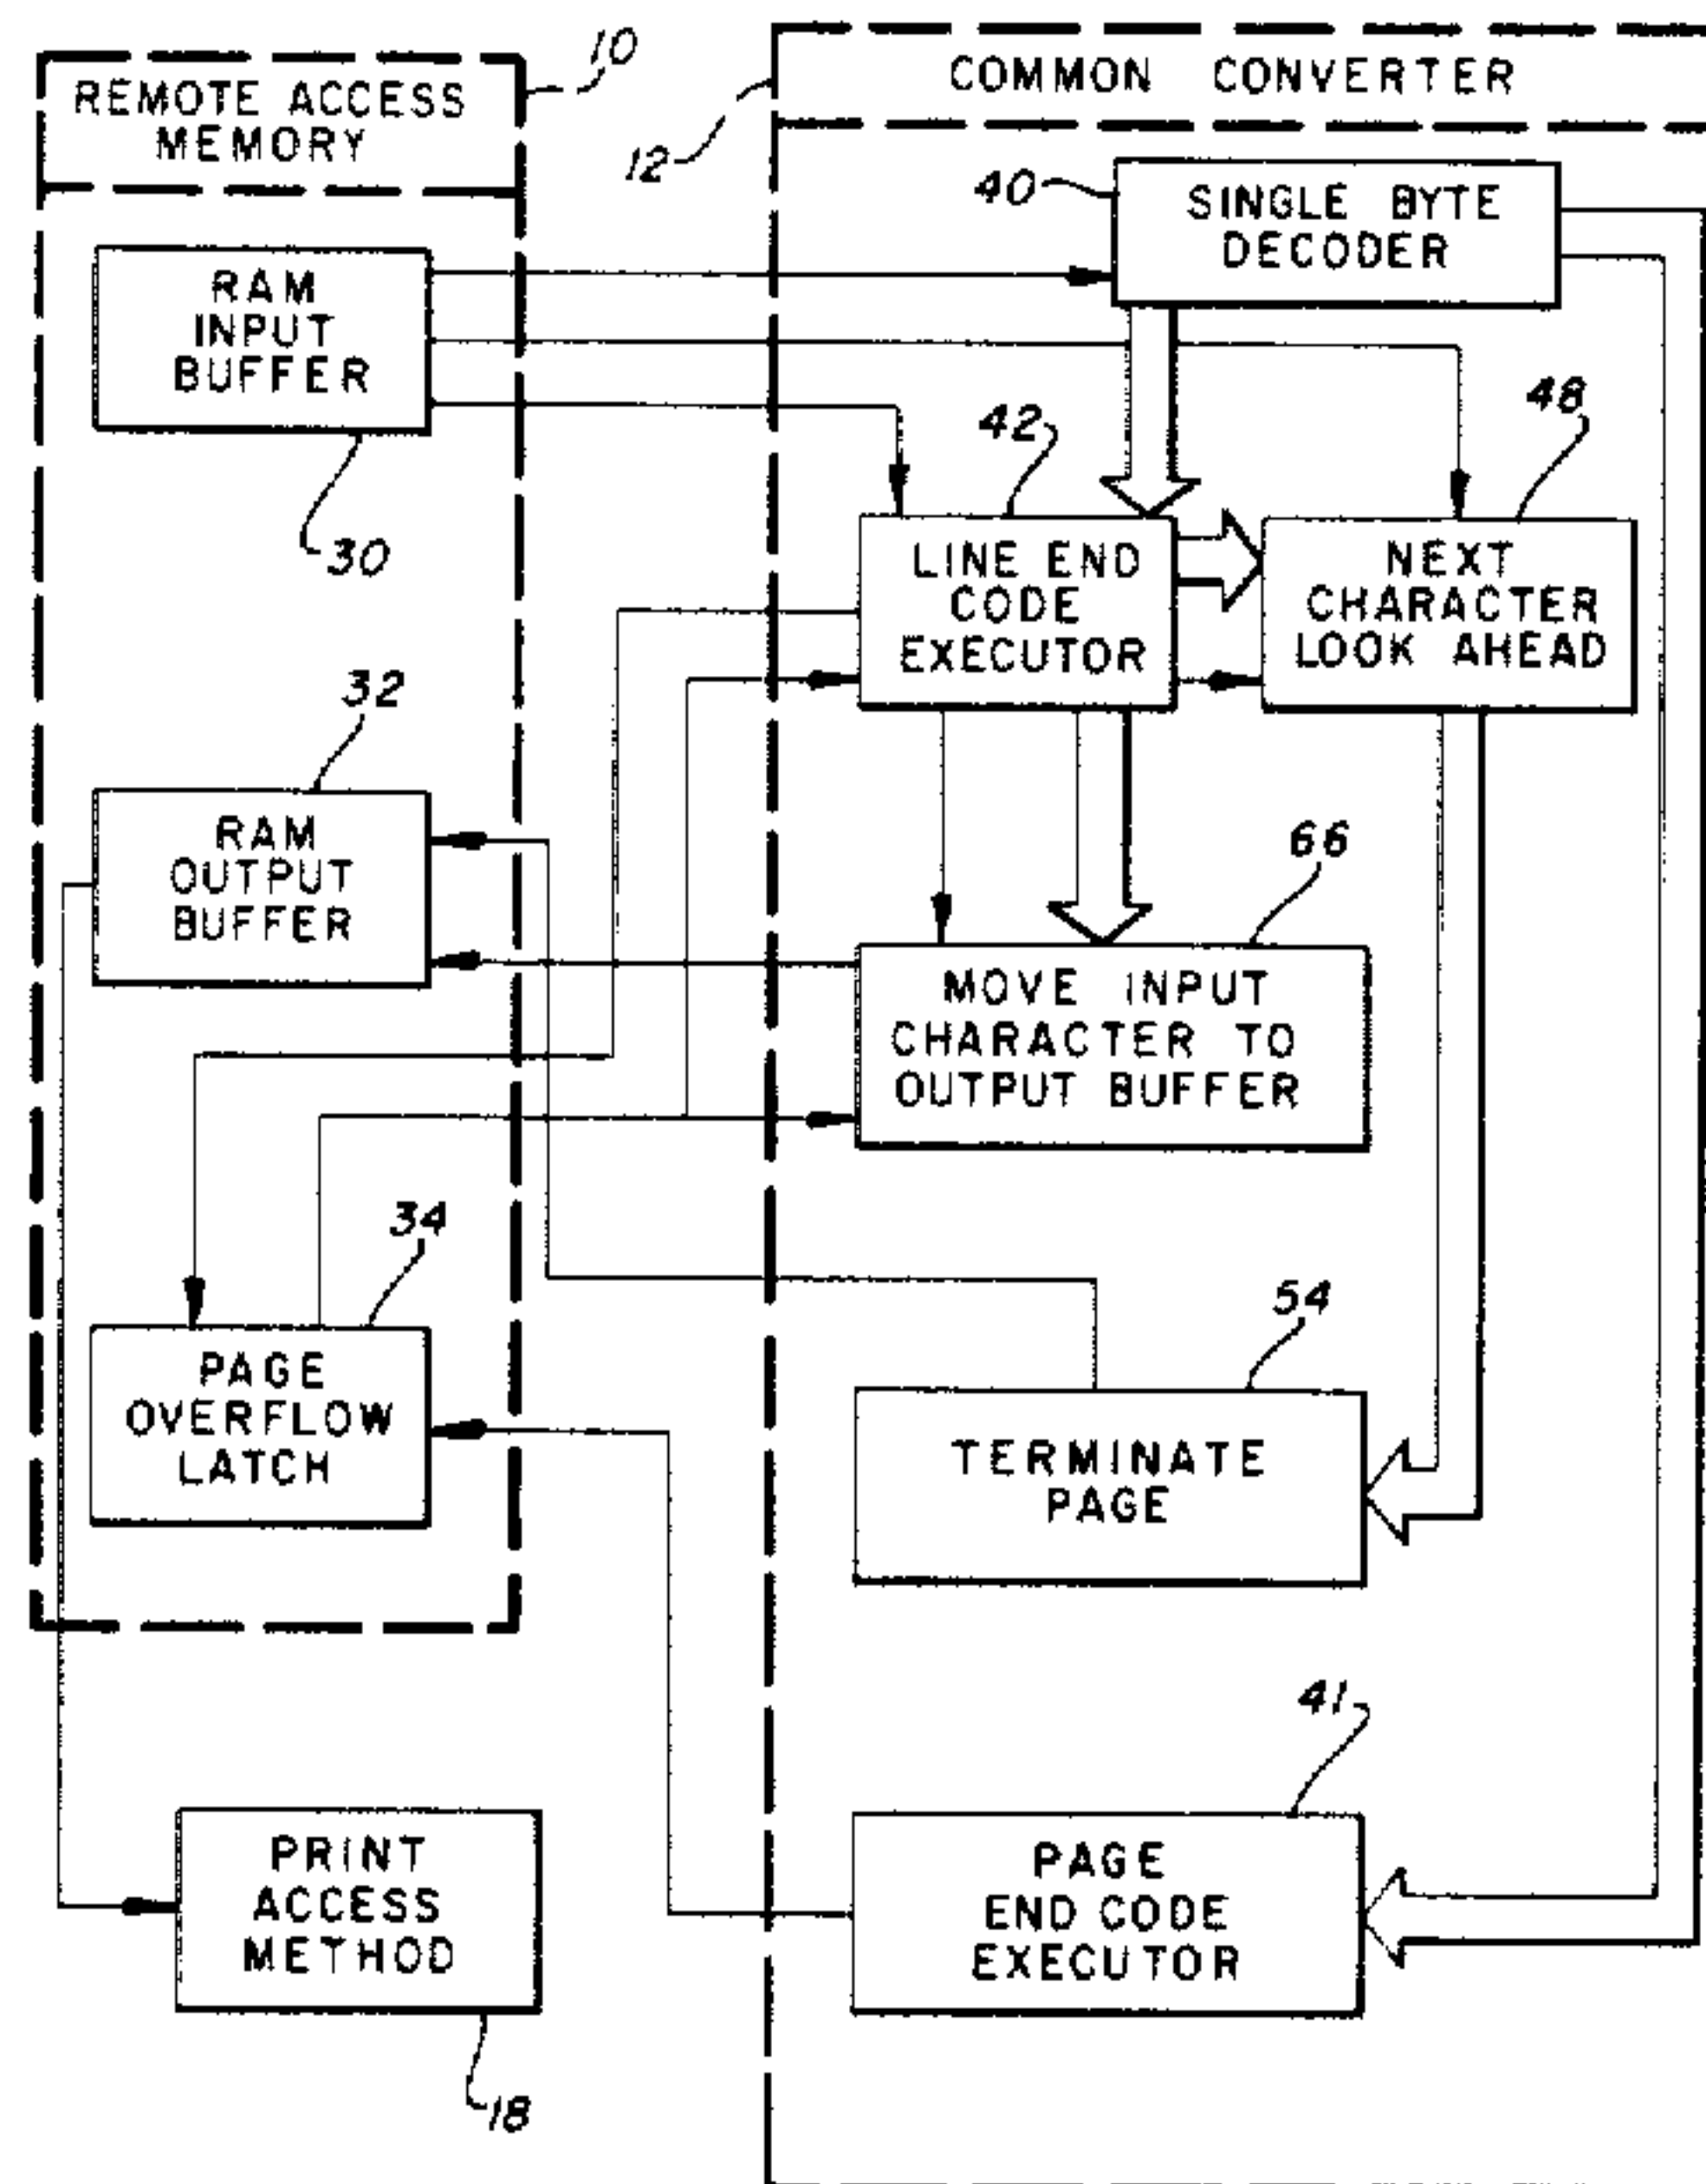 10
REMOTE ACCESS
MEMORY
COMMON CONVERTER
12
40
SINGLE BYTE
DECODER
RAM
INPUT
BUFFER
30
42
48
LINE END
CODE
EXECUTOR
NEXT
CHARACTER
LOOK AHEAD
32
RAM
OUTPUT
BUFFER
66
MOVE INPUT
CHARACTER TO
OUTPUT BUFFER
34
PAGE
OVERFLOW
LATCH
54
TERMINATE
PAGE
41
PRINT
ACCESS
METHOD
18
PAGE
END CODE
EXECUTOR